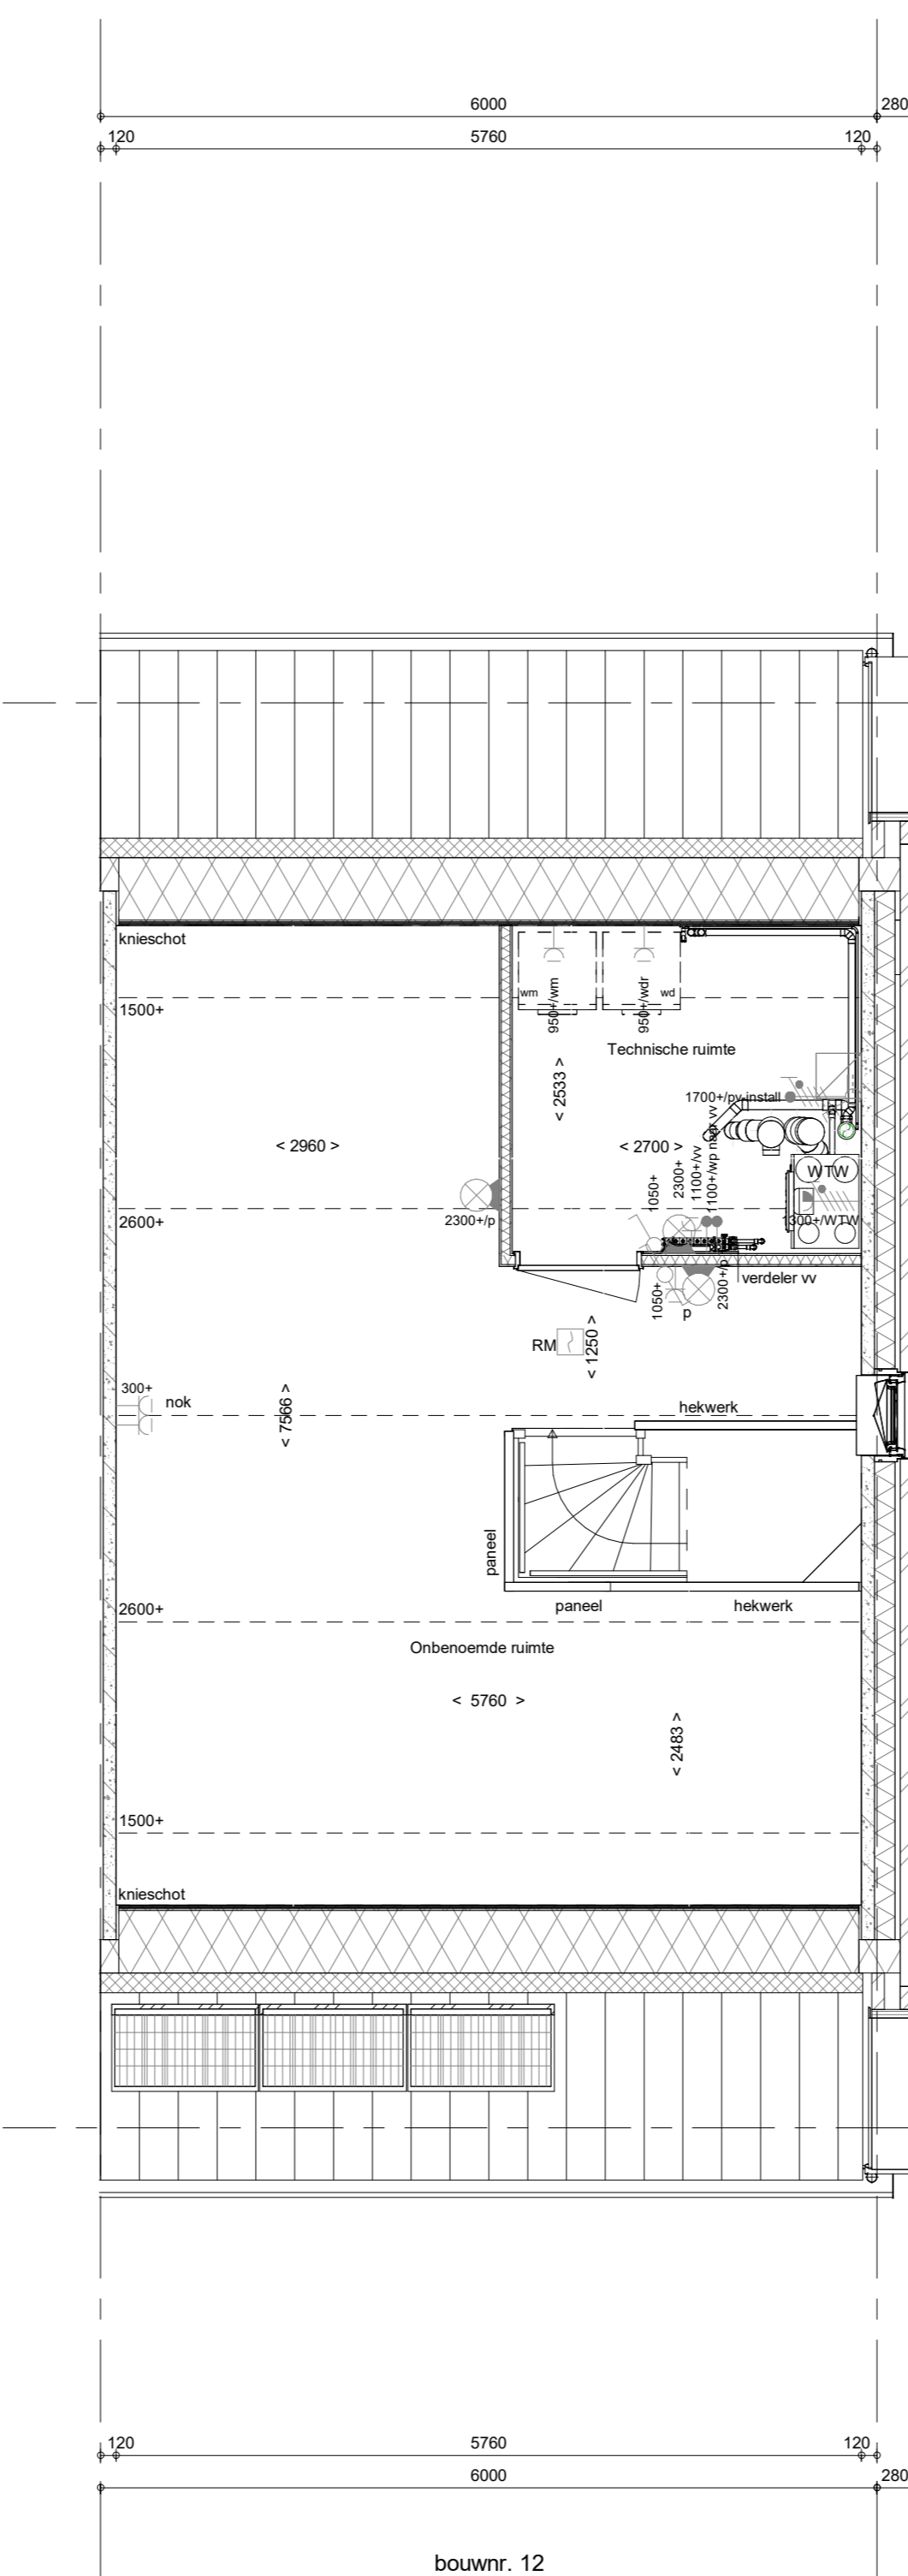 6000
280
120
5760
120
knieschot
1500+
wm
950+/wm
950+/wdr
wd
Technische ruimte
< 2533 >
1700+/pv-install
< 2960 >
< 2700 >
1050+
2300+
1100+/vv
1100+/wp naar vv
WTW
1300+/WTW
2600+
2300+/p
verdeler vv
1050+
p
2300+/p
RM
< 1250 >
300+
nok
< 7566 >
hekwerk
paneel
paneel
hekwerk
2600+
Onbenoemde ruimte
< 5760 >
< 2483 >
1500+
knieschot
120
5760
120
6000
280
bouwnr. 12